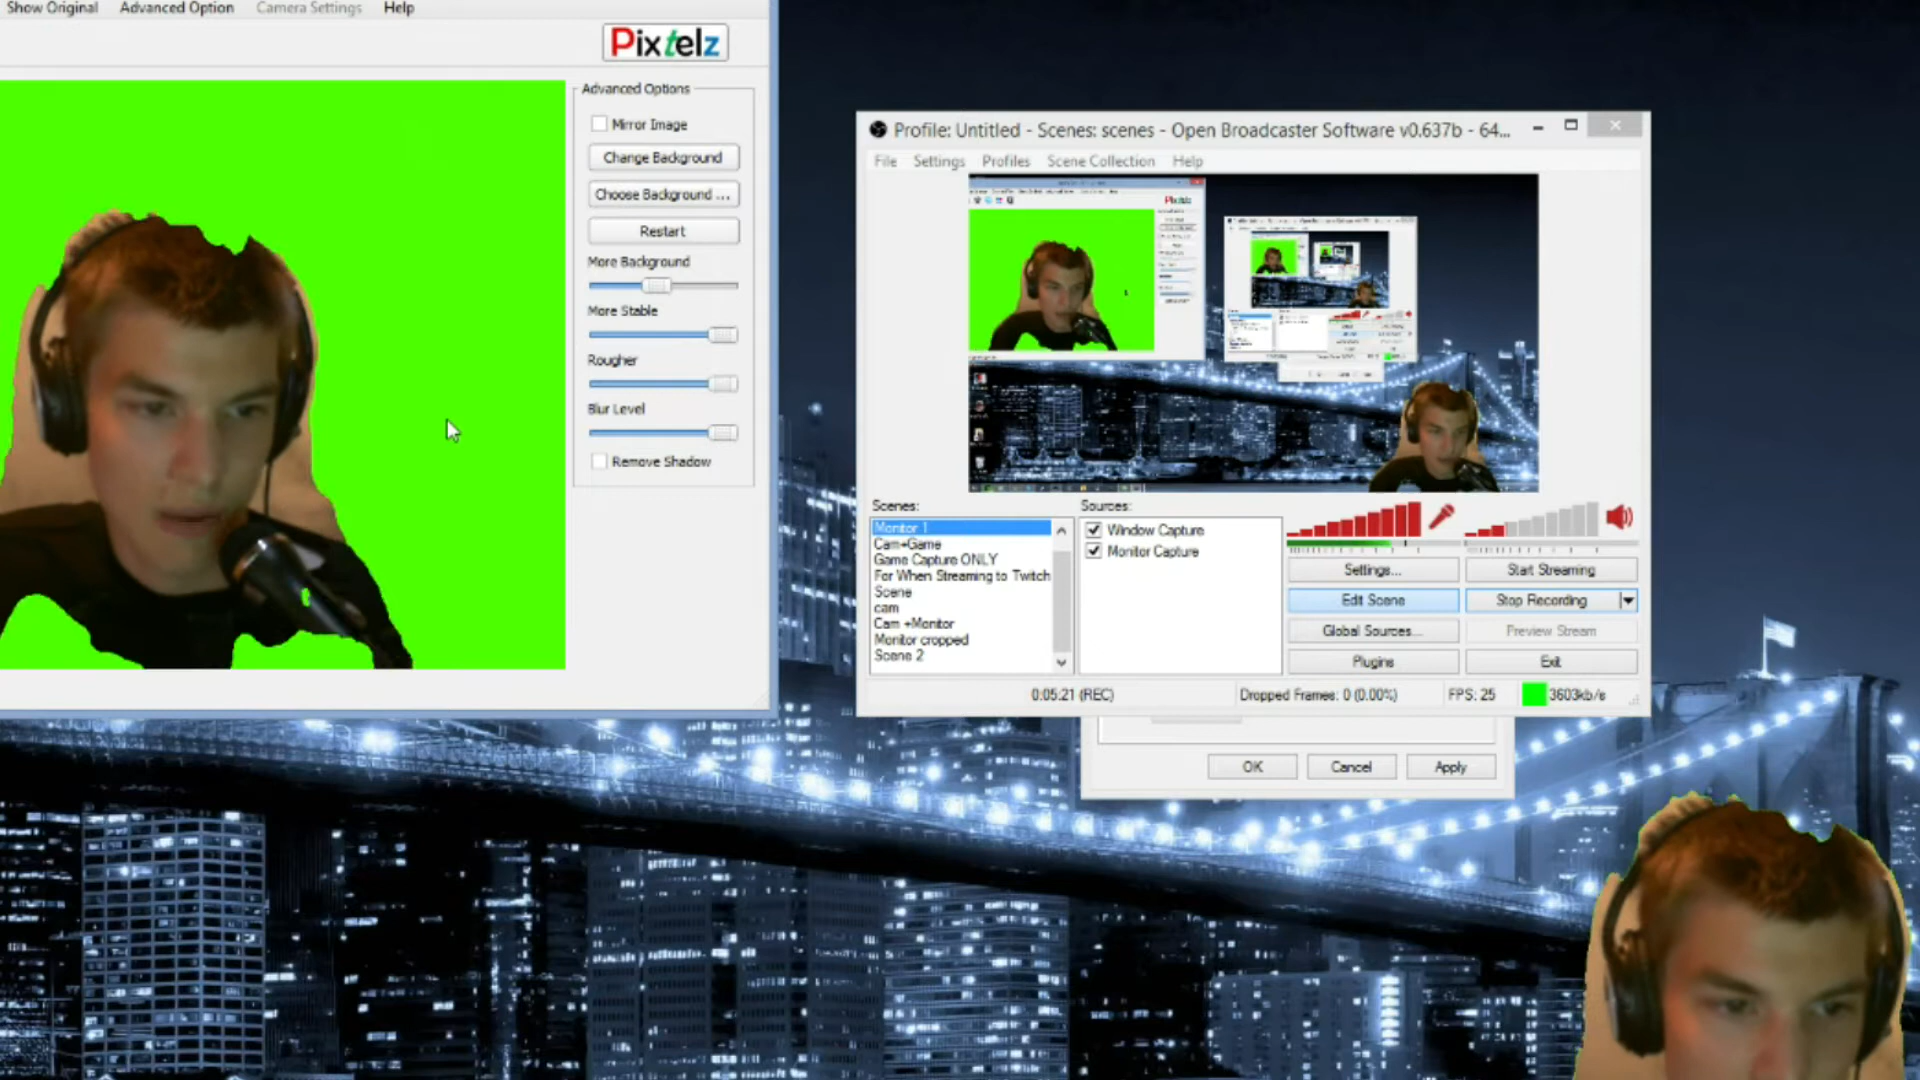 Show Original Advanced Option Camera Settings Help
Pixtelz
Advanced Options
Mirror Image
Change Background
Choose Background ...
Restart
More Background
More Stable
Rougher
Blur Level
Remove Shadow
Profile: Untitled - Scenes: scenes - Open Broadcaster Software v0.637b - 64...
File Settings Profiles Scene Collection Help
Pixtelz
Scenes:
Monitor 1
Cam+Game
Game Capture ONLY
For When Streaming to Twitch
Scene
cam
Cam +Monitor
Monitor cropped
Scene 2
Sources:
Window Capture
Monitor Capture
Settings...
Start Streaming
Edit Scene
Stop Recording
Global Sources...
Preview Stream
Plugins
Exit
0:05:21 (REC)
Dropped Frames: 0 (0.00%)
FPS: 25
3603kb/s
OK
Cancel
Apply